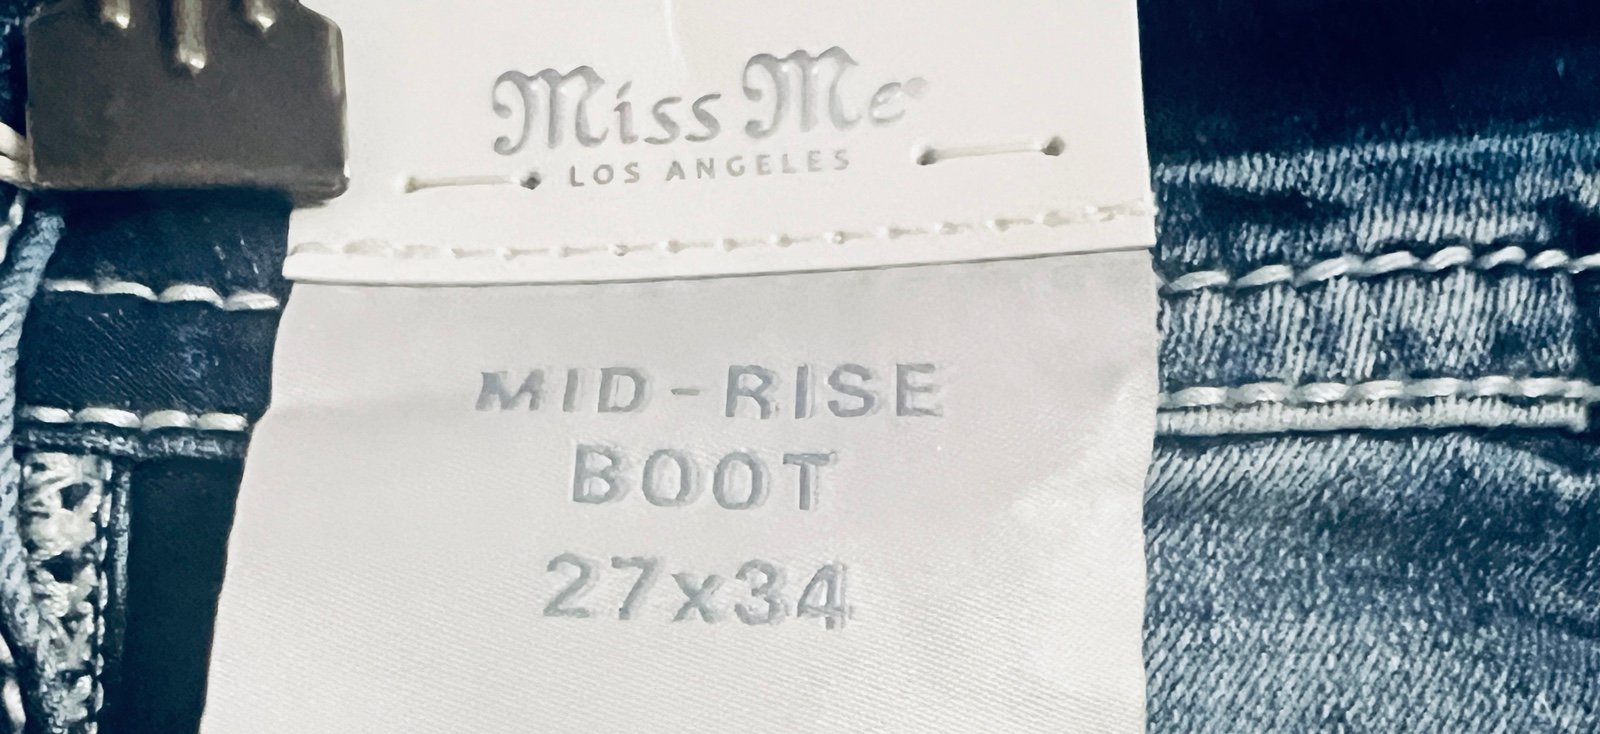 Miss Me®
LOS ANGELES
MID-RISE
BOOT
27x34